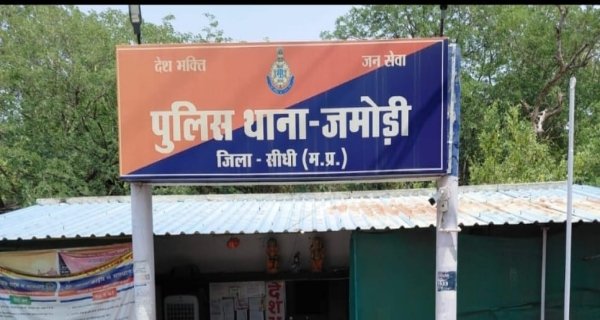 देश भक्ति जन सेवा
पुलिस थाना-जमोड़ी
जिला - सीधी (म.प्र.)
देश